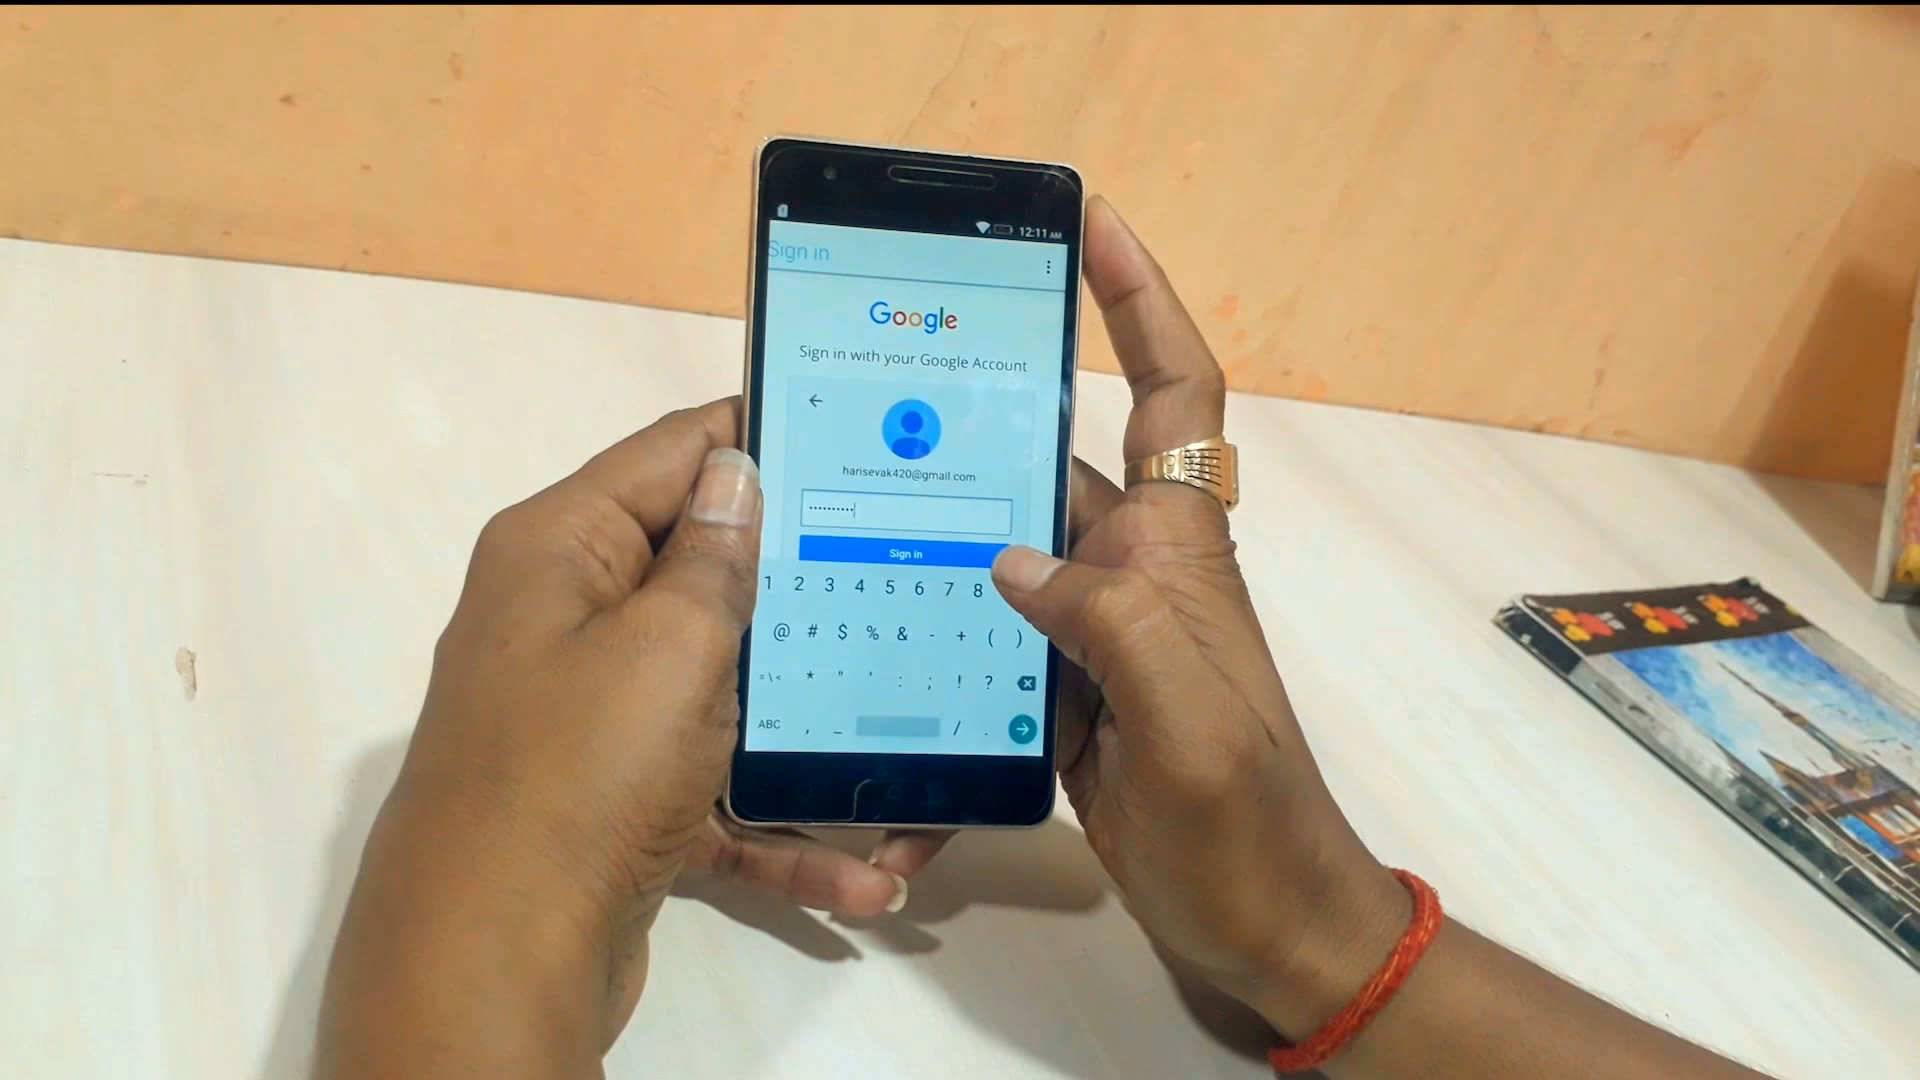 12:11 AM
Sign in
Google
Sign in with your Google Account
harisevak420@gmail.com
••••••••••
Sign in
1 2 3 4 5 6 7 8
@ # $ % & - + ( )
= \ < * " ' : ; ! ?
ABC , _ / .